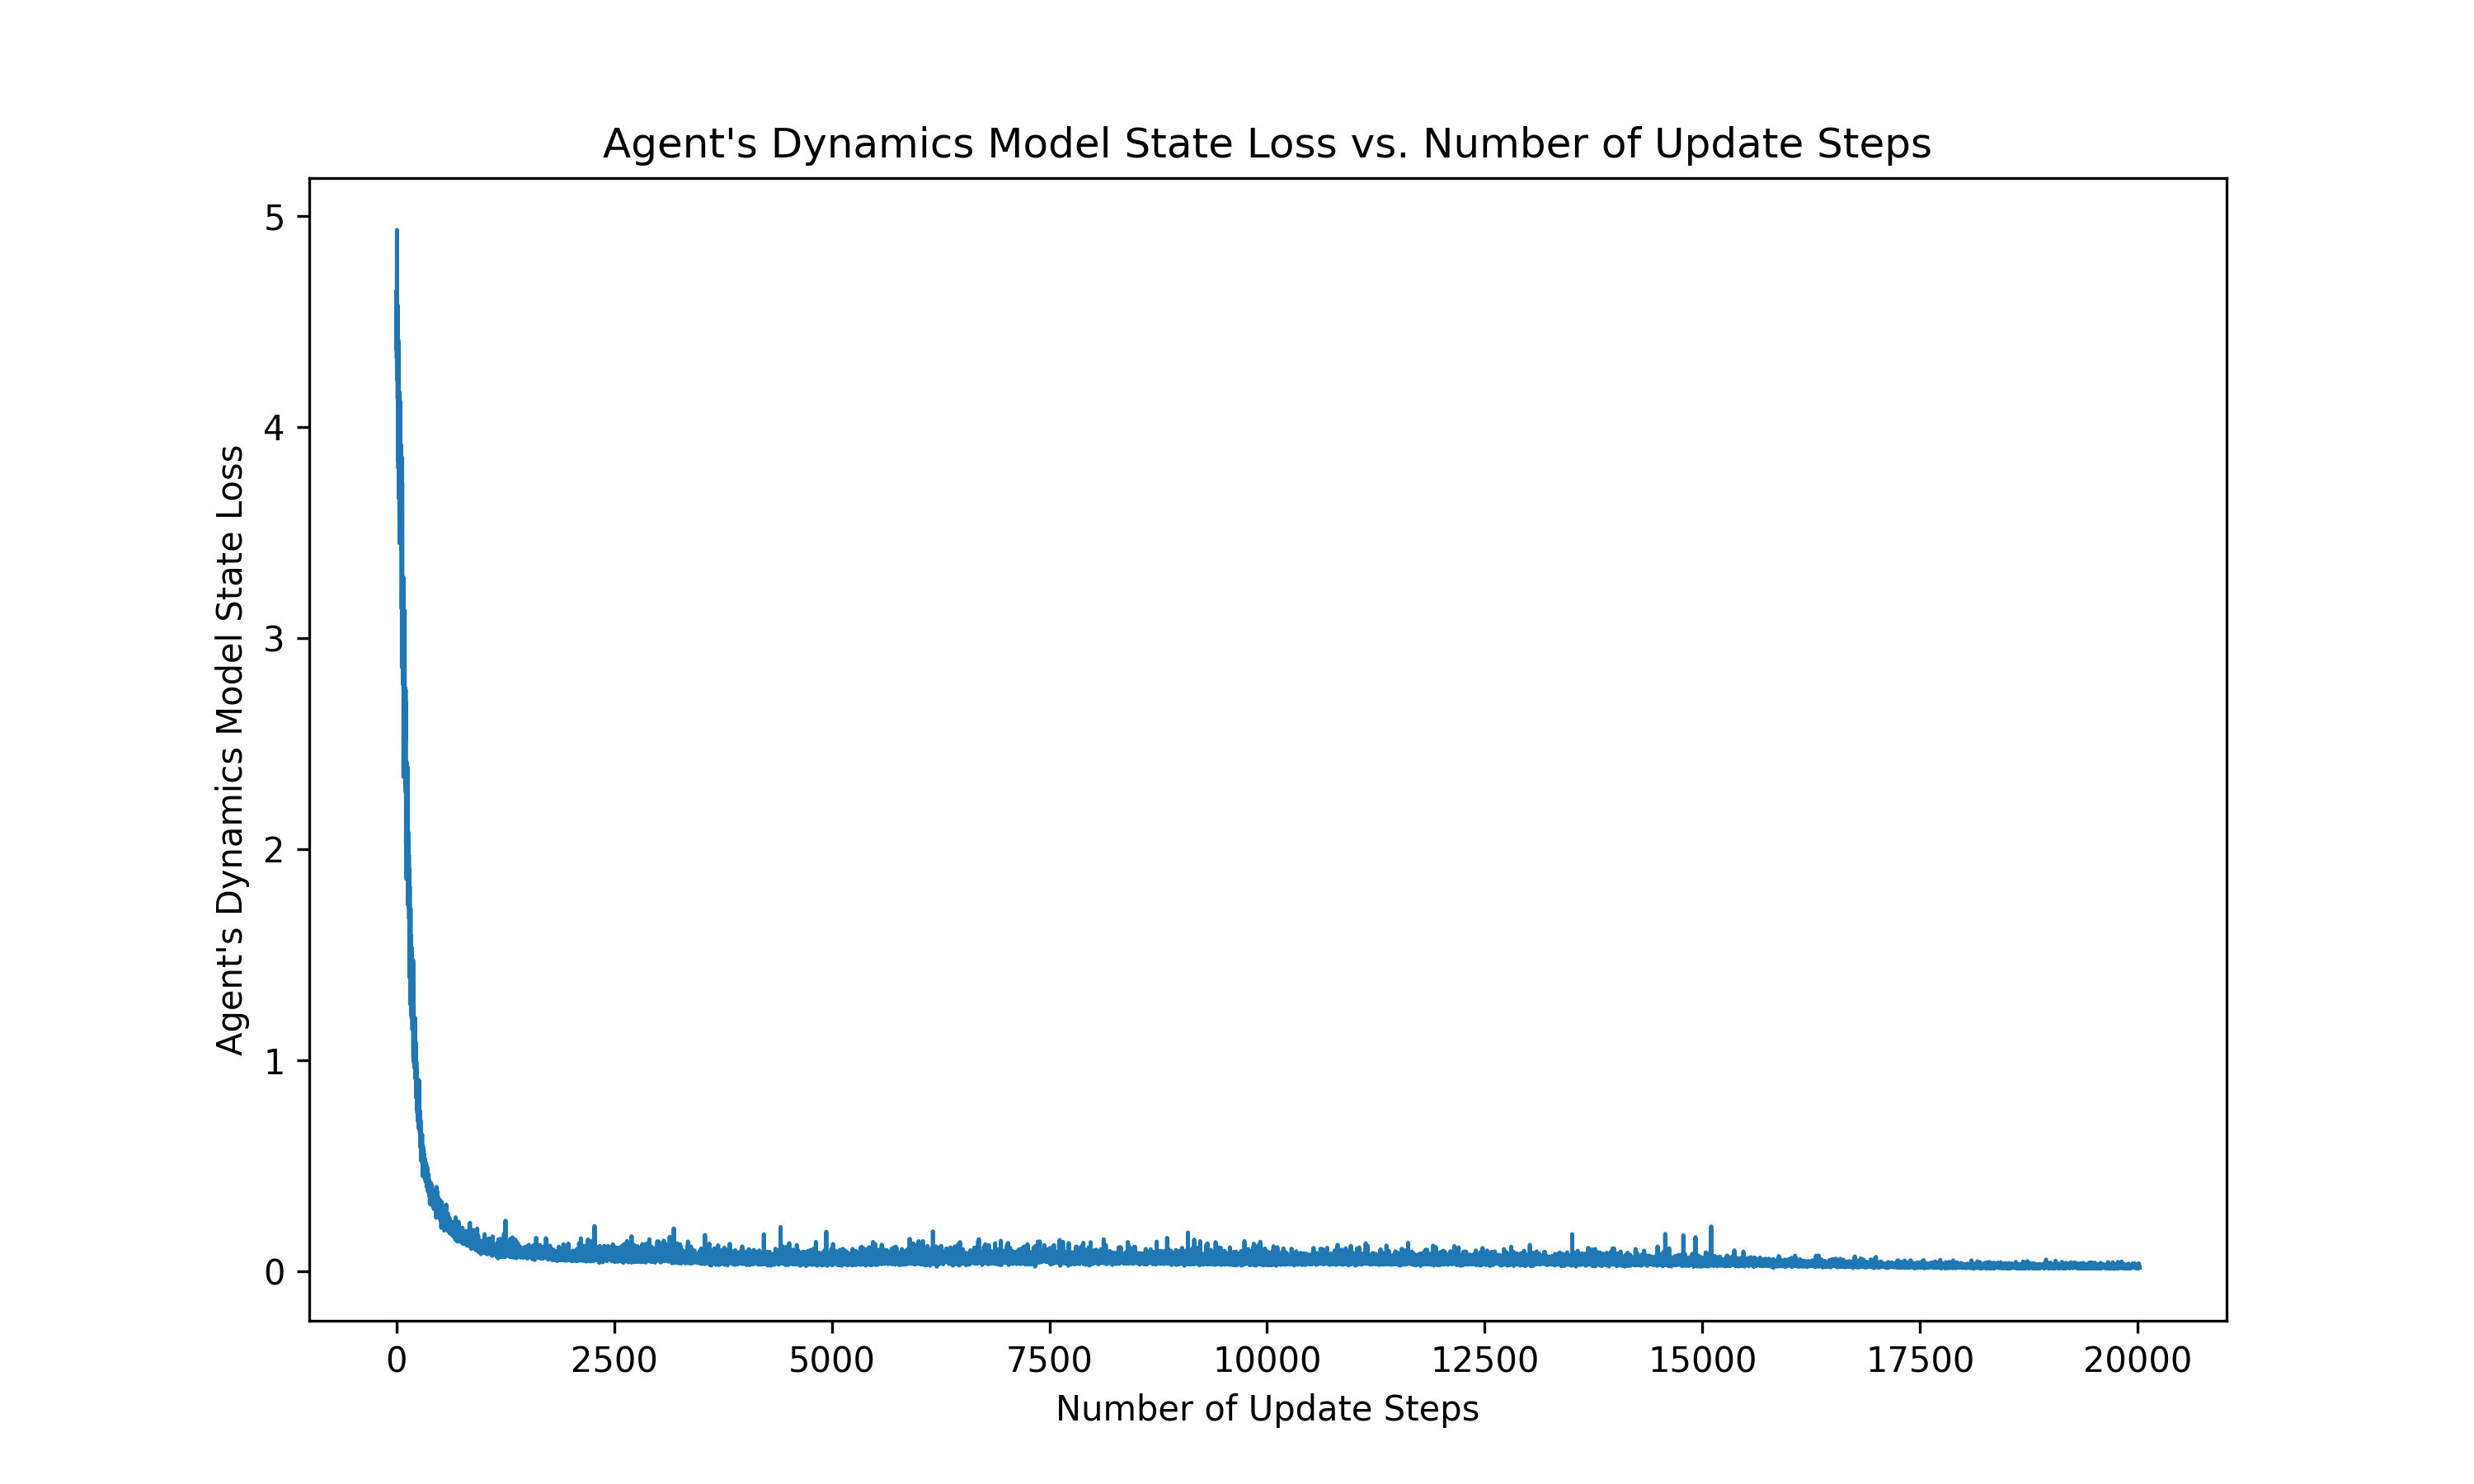 Agent's Dynamics Model State Loss vs. Number of Update Steps
Agent's Dynamics Model State Loss
5
4
3
2
1
0
0 2500 5000 7500 10000 12500 15000 17500 20000
Number of Update Steps